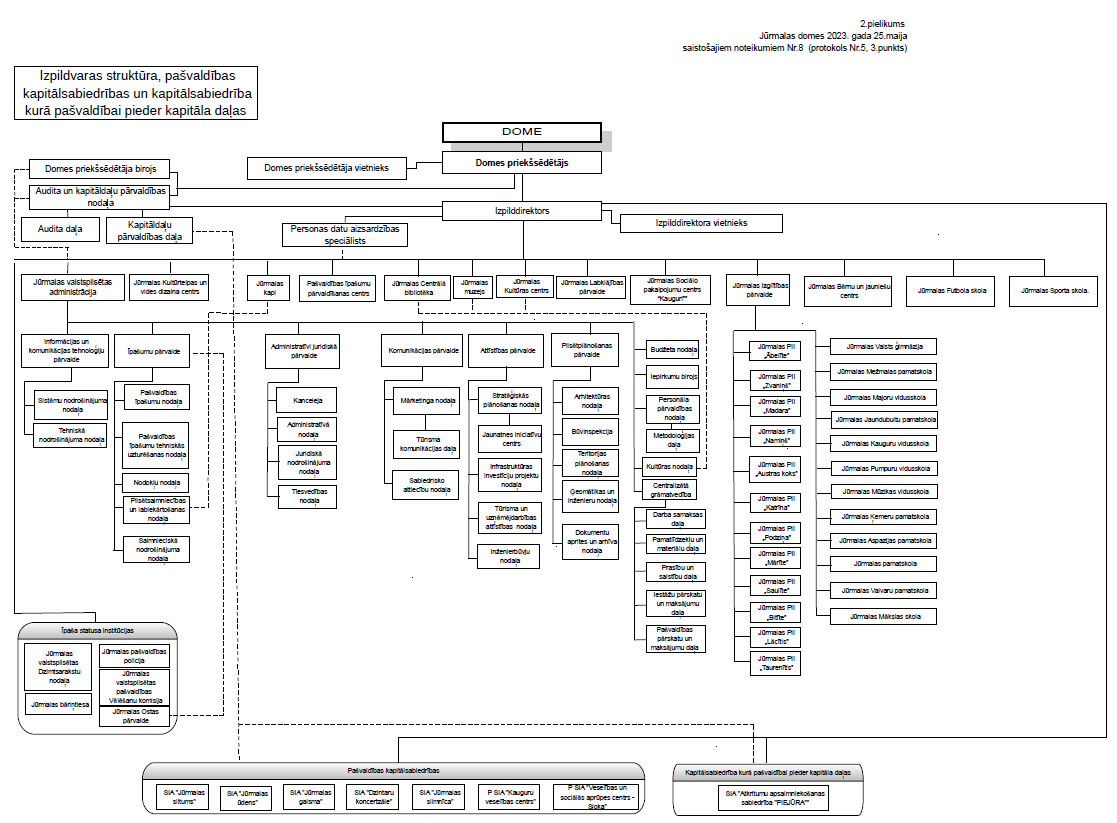 2.pielikums
Jūrmalas domes 2023. gada 25.maija
saistošajiem noteikumiem Nr.8 (protokols Nr.5, 3.punkts)
Izpildvaras struktūra, pašvaldības
kapitālsabiedrības un kapitālsabiedrība
kurā pašvaldībai pieder kapitāla daļas
DOME
Domes priekšsēdētājs
Domes priekšsēdētāja vietnieks
Domes priekšsēdētāja birojs
Audita un kapitāldaļu pārvaldības
nodaļa
Audita daļa
Kapitāldaļu
pārvaldības daļa
Izpilddirektors
Izpilddirektora vietnieks
Personas datu aizsardzības
speciālists
Jūrmalas valstspilsētas
administrācija
Jūrmalas Kultūrtelpas un
vides dizaina centrs
Jūrmalas
kapi
Pašvaldības īpašumu
pārvaldīšanas centrs
Jūrmalas Centrālā
bibliotēka
Jūrmalas
muzejs
Jūrmalas
Kultūras centrs
Jūrmalas Labklājības
pārvalde
Jūrmalas Sociālo
pakalpojumu centrs
"Kauguri"
Jūrmalas Izglītības
pārvalde
Jūrmalas Bērnu un jauniešu
centrs
Jūrmalas Futbola skola
Jūrmalas Sporta skola.
Informācijas un
komunikācijas tehnoloģiju
pārvalde
Sistēmu nodrošinājuma
nodaļa
Tehniskā
nodrošinājuma nodaļa
Īpašumu pārvalde
Pašvaldības
īpašumu nodaļa
Pašvaldības
īpašumu tehniskās
uzturēšanas nodaļa
Nodokļu nodaļa
Pilsētsaimniecības
un labiekārtošanas
nodaļa
Saimnieciskā
nodrošinājuma
nodaļa
Administratīvi juridiskā
pārvalde
Kanceleja
Administratīvā
nodaļa
Juridiskā
nodrošinājuma
nodaļa
Tiesvedības
nodaļa
Komunikācijas pārvalde
Mārketinga nodaļa
Tūrisma
komunikācijas daļa
Sabiedrisko
attiecību nodaļa
Attīstības pārvalde
Stratēģiskās
plānošanas nodaļa
Jaunatnes iniciatīvu
centrs
Infrastruktūras
investīciju projektu
nodaļa
Tūrisma un
uzņēmējdarbības
attīstības nodaļa
Inženierbūvju
nodaļa
Pilsētplānošanas
pārvalde
Arhitektūras
nodaļa
Būvinspekcija
Teritorijas
plānošanas
nodaļa
Ģeomātikas un
inženieru nodaļa
Dokumentu
aprites un arhīva
nodaļa
Budžeta nodaļa
Iepirkumu birojs
Personāla
pārvaldības
nodaļa
Metodoloģijas
daļa
Kultūras nodaļa
Centralizētā
grāmatvedība
Darba samaksas
daļa
Pamatlīdzekļu un
materiālu daļa
Prasību un
saistību daļa
Iestāžu pārskatu
un maksājumu
daļa
Pašvaldības
pārskatu un
maksājumu daļa
Jūrmalas PII
„Ābelīte"
Jūrmalas PII
„Zvaniņš"
Jūrmalas PII
„Madara"
Jūrmalas PII
„Namiņš"
Jūrmalas PII
„Austras koks"
Jūrmalas PII
„Katrīna"
Jūrmalas PII
„Podziņa"
Jūrmalas PII
„Mārīte"
Jūrmalas PII
„Saulīte"
Jūrmalas PII
„Bitīte"
Jūrmalas PII
„Lācītis"
Jūrmalas PII
„Taurenītis"
Jūrmalas Valsts ģimnāzija
Jūrmalas Mežmalas pamatskola
Jūrmalas Majoru vidusskola
Jūrmalas Jaundubultu pamatskola
Jūrmalas Kauguru vidusskola
Jūrmalas Pumpuru vidusskola
Jūrmalas Mūzikas vidusskola
Jūrmalas Ķemeru pamatskola
Jūrmalas Aspazijas pamatskola
Jūrmalas pamatskola
Jūrmalas Vaivaru pamatskola
Jūrmalas Mākslas skola
Īpaša statusa institūcijas
Jūrmalas
valstspilsētas
Dzimtsarakstu
nodaļa
Jūrmalas bāriņtiesa
Jūrmalas pašvaldības
policija
Jūrmalas
valstspilsētas
pašvaldības
Vēlēšanu komisija
Jūrmalas Ostas
pārvalde
Pašvaldības kapitālsabiedrības
SIA "Jūrmalas
siltums"
SIA "Jūrmalas
ūdens"
SIA "Jūrmalas
gaisma"
SIA "Dzintaru
koncertzāle"
SIA "Jūrmalas
slimnīca"
P SIA "Kauguru
veselības centrs"
P SIA "Veselības un
sociālās aprūpes centrs -
Sloka"
Kapitālsabiedrība kurā pašvaldībai pieder kapitāla daļas
SIA "Atkritumu apsaimniekošanas
sabiedrība "PIEJŪRA""